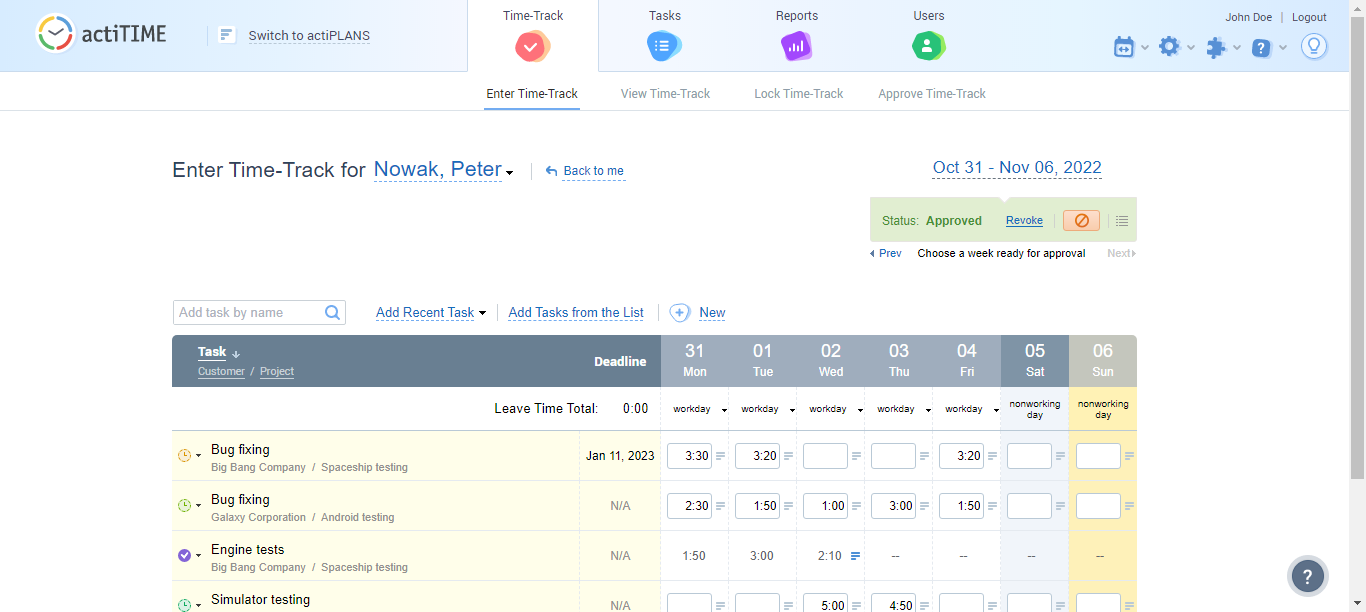 Time-Track Tasks Reports Users
John Doe | Logout
actiTIME Switch to actiPLANS
Enter Time-Track View Time-Track Lock Time-Track Approve Time-Track
Enter Time-Track for Nowak, Peter Back to me
Oct 31 - Nov 06, 2022
Status: Approved Revoke
Prev Choose a week ready for approval Next
Add task by name Add Recent Task Add Tasks from the List New
Task Deadline 31 01 02 03 04 05 06
Customer / Project Mon Tue Wed Thu Fri Sat Sun
Leave Time Total: 0:00 workday workday workday workday workday nonworking day nonworking day
Bug fixing Jan 11, 2023 3:30 3:20 3:20
Big Bang Company / Spaceship testing
Bug fixing N/A 2:30 1:50 1:00 3:00 1:50
Galaxy Corporation / Android testing
Engine tests N/A 1:50 3:00 2:10 -- -- -- --
Big Bang Company / Spaceship testing
Simulator testing N/A 5:00 4:50
?